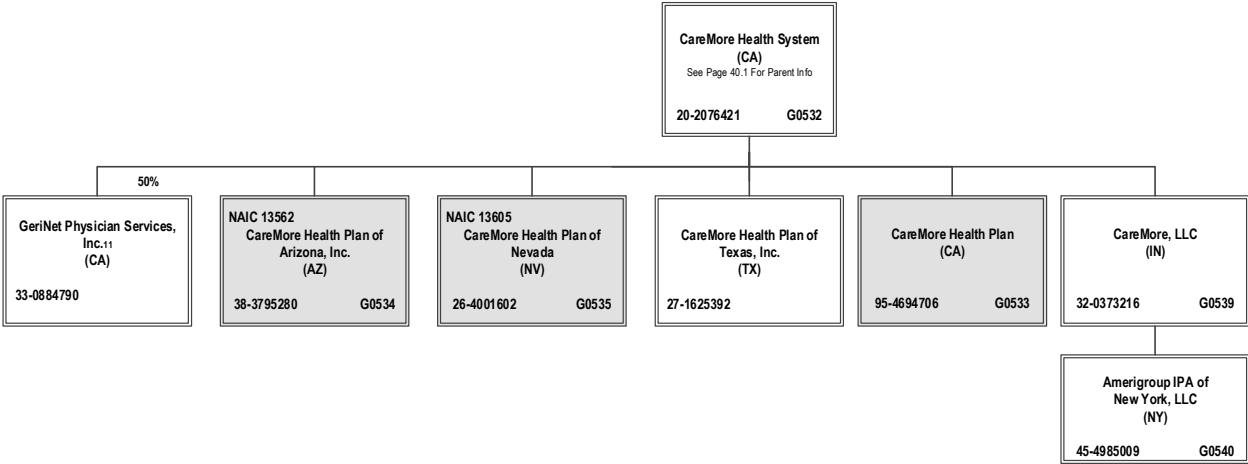 CareMore Health System
(CA)
See Page 40.1 For Parent Info
20-2076421 G0532
50%
GeriNet Physician Services,
Inc.11
(CA)
33-0884790
NAIC 13562
CareMore Health Plan of
Arizona, Inc.
(AZ)
38-3795280 G0534
NAIC 13605
CareMore Health Plan of
Nevada
(NV)
26-4001602 G0535
CareMore Health Plan of
Texas, Inc.
(TX)
27-1625392
CareMore Health Plan
(CA)
95-4694706 G0533
CareMore, LLC
(IN)
32-0373216 G0539
Amerigroup IPA of
New York, LLC
(NY)
45-4985009 G0540